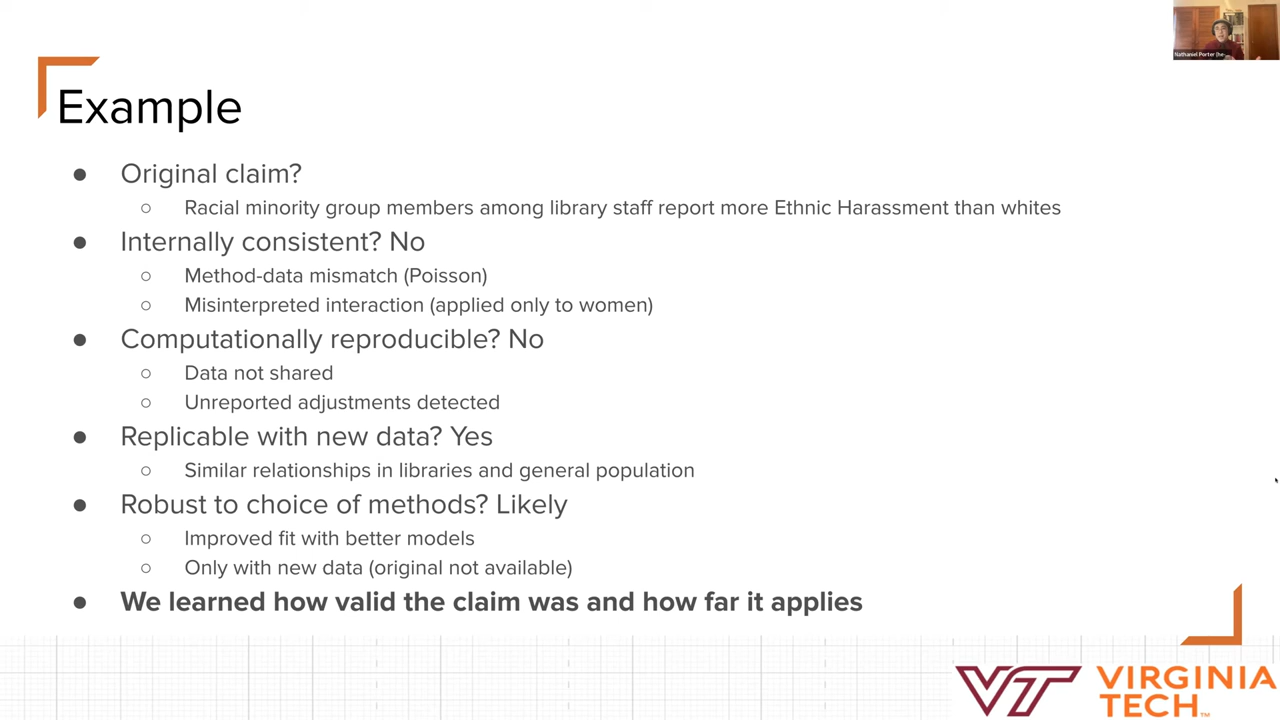 Nathaniel Porter (he-...
Example
● Original claim?
○ Racial minority group members among library staff report more Ethnic Harassment than whites
● Internally consistent? No
○ Method-data mismatch (Poisson)
○ Misinterpreted interaction (applied only to women)
● Computationally reproducible? No
○ Data not shared
○ Unreported adjustments detected
● Replicable with new data? Yes
○ Similar relationships in libraries and general population
● Robust to choice of methods? Likely
○ Improved fit with better models
○ Only with new data (original not available)
● We learned how valid the claim was and how far it applies
VT VIRGINIA
TECH™